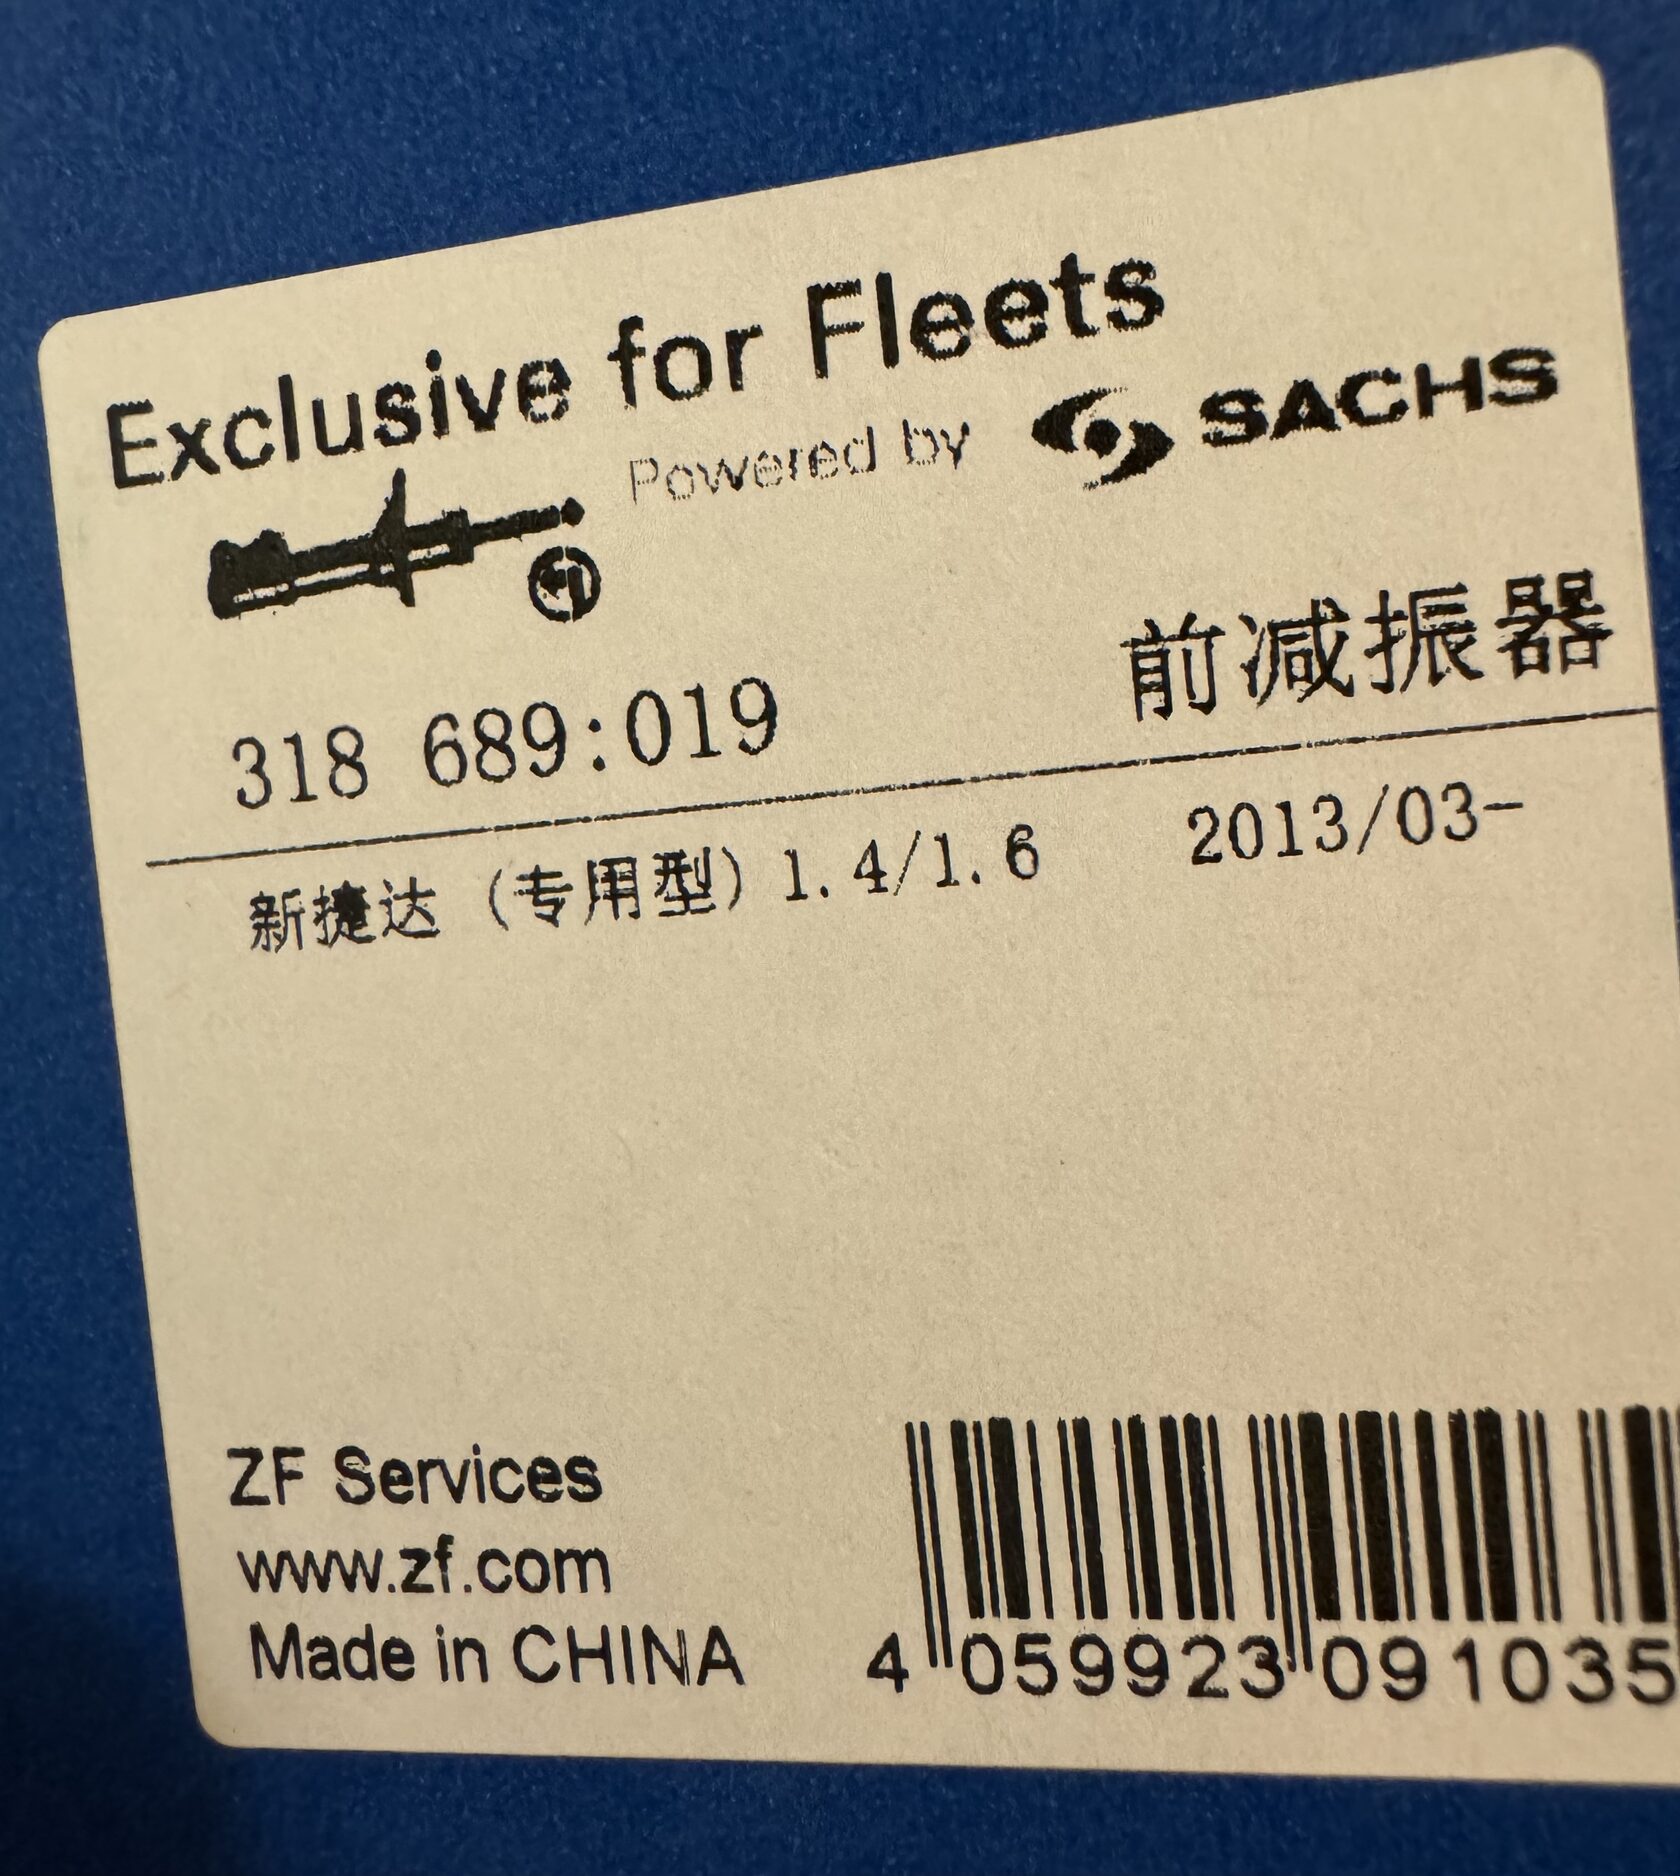 Exclusive for Fleets
Powered by SACHS
前减振器
318 689:019
新捷达 (专用型) 1.4/1.6 2013/03-
ZF Services
www.zf.com
Made in CHINA
4 059923 091035